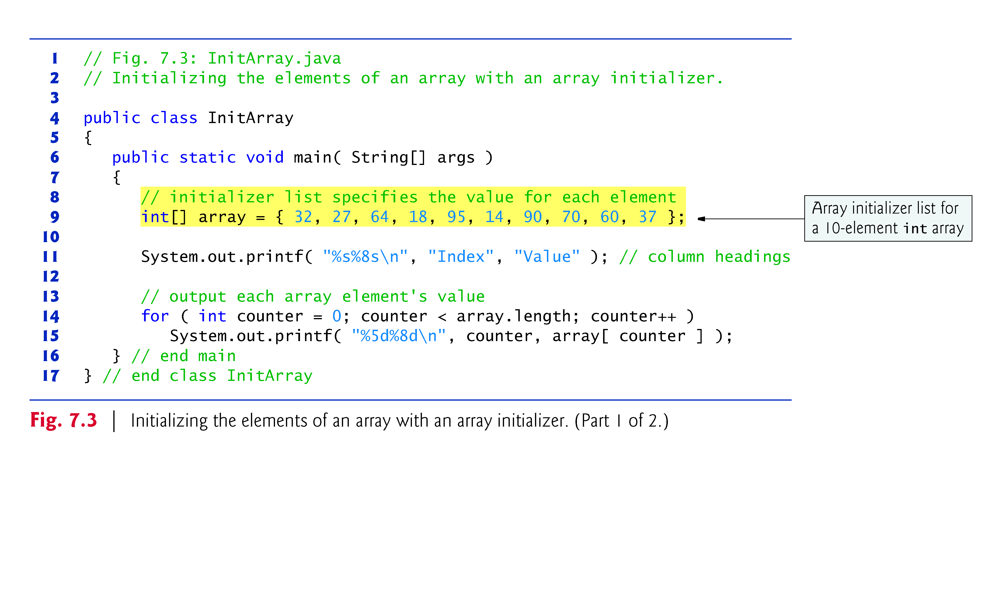 1 // Fig. 7.3: InitArray.java
2 // Initializing the elements of an array with an array initializer.
3
4 public class InitArray
5 {
6    public static void main( String[] args )
7    {
8       // initializer list specifies the value for each element
9       int[] array = { 32, 27, 64, 18, 95, 14, 90, 70, 60, 37 };
Array initializer list for
a 10-element int array
10
11       System.out.printf( "%s%8s\n", "Index", "Value" ); // column headings
12
13       // output each array element's value
14       for ( int counter = 0; counter < array.length; counter++ )
15          System.out.printf( "%5d%8d\n", counter, array[ counter ] );
16    } // end main
17 } // end class InitArray
Fig. 7.3 | Initializing the elements of an array with an array initializer. (Part 1 of 2.)